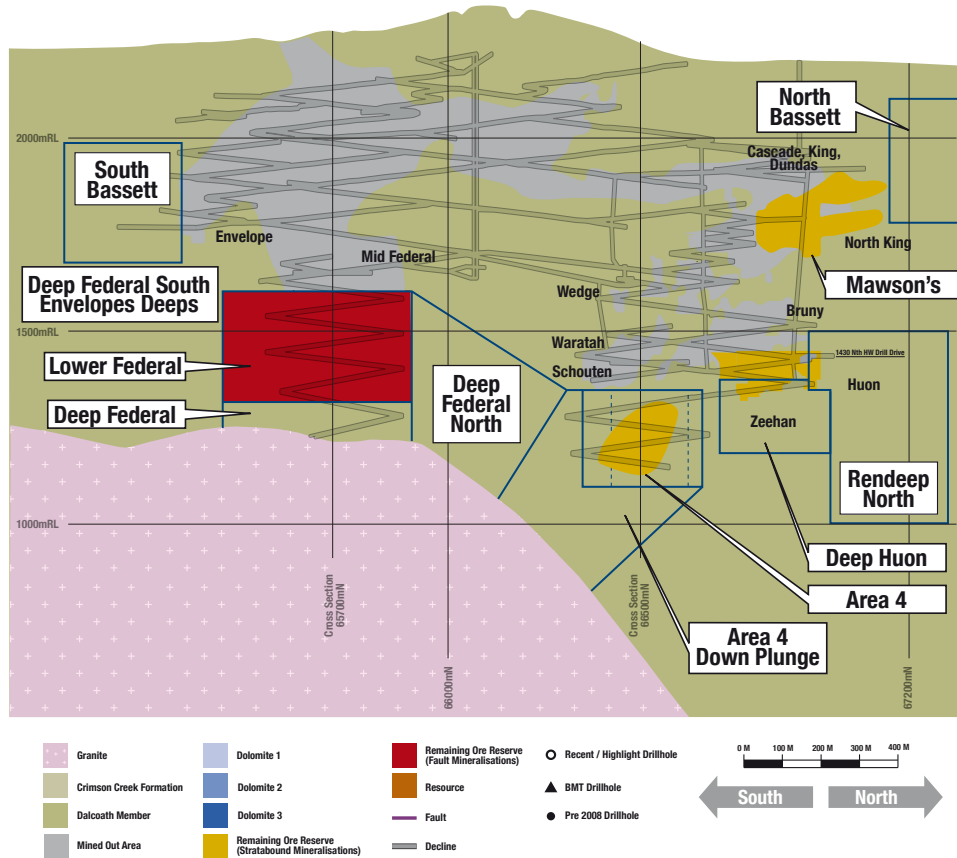 North
Bassett
2000mRL
Cascade, King,
Dundas
South
Bassett
Envelope
North King
Mid Federal
Deep Federal South
Envelopes Deeps
Mawson's
Wedge
Bruny
1500mRL
Waratah
1430 Nth HW Drill Drive
Lower Federal
Schouten
Huon
Deep Federal
Deep
Federal
North
Zeehan
Rendeep
North
1000mRL
Deep Huon
Cross Section
65700mN
Cross Section
66500mN
Area 4
Area 4
Down Plunge
66000mN
67200mN
Granite
Crimson Creek Formation
Dalcoath Member
Mined Out Area
Dolomite 1
Dolomite 2
Dolomite 3
Remaining Ore Reserve
(Stratabound Mineralisations)
Remaining Ore Reserve
(Fault Mineralisations)
Resource
Fault
Decline
Recent / Highlight Drillhole
BMT Drillhole
Pre 2008 Drillhole
0 M 100 M 200 M 300 M 400 M
South North